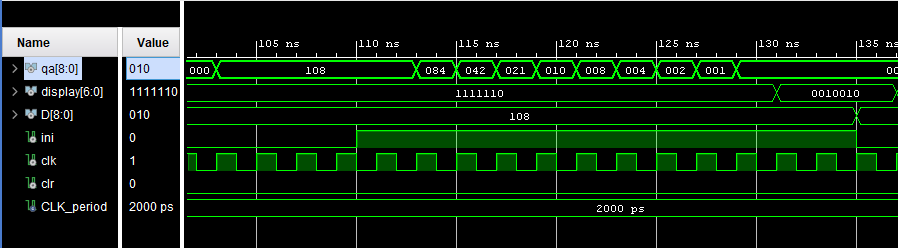 Name Value 105 ns 110 ns 115 ns 120 ns 125 ns 130 ns 135 ns
qa[8:0] 010 000 108 084 042 021 010 008 004 002 001 00
display[6:0] 1111110 1111110 0010010
D[8:0] 010 108
ini 0
clk 1
clr 0
CLK_period 2000 ps 2000 ps